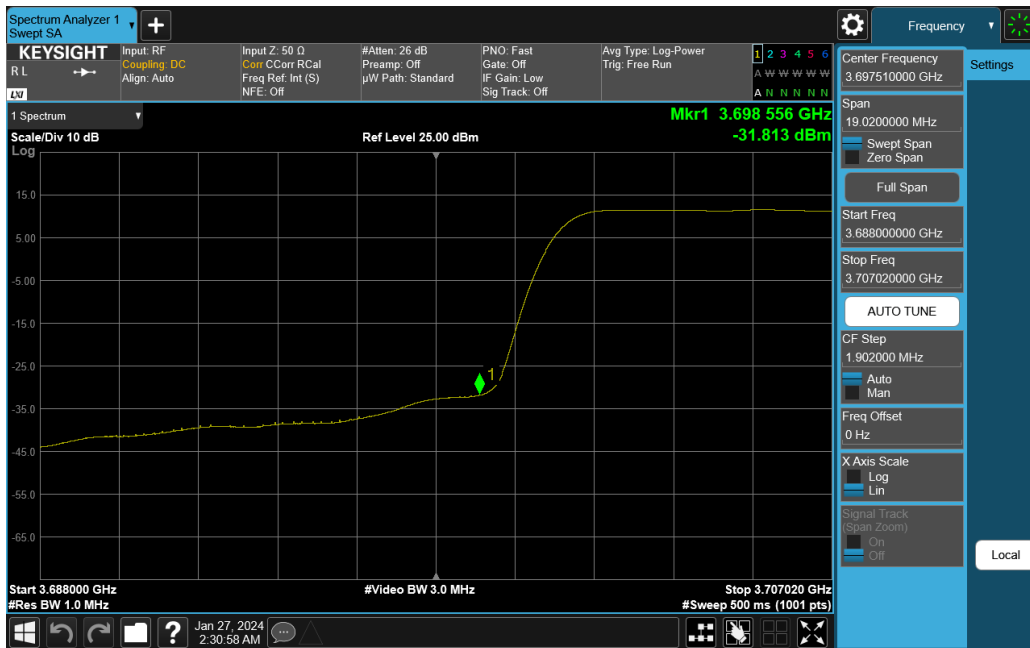 Spectrum Analyzer 1
Swept SA
Frequency
KEYSIGHT
R L
LXI
Input: RF
Coupling: DC
Align: Auto
Input Z: 50 Ω
Corr CCorr RCal
Freq Ref: Int (S)
NFE: Off
#Atten: 26 dB
Preamp: Off
µW Path: Standard
PNO: Fast
Gate: Off
IF Gain: Low
Sig Track: Off
Avg Type: Log-Power
Trig: Free Run
1 2 3 4 5 6
A W W W W W
A N N N N N
1 Spectrum
Scale/Div 10 dB
Log
Ref Level 25.00 dBm
Mkr1 3.698 556 GHz
-31.813 dBm
15.0
5.00
-5.00
-15.0
-25.0
-35.0
-45.0
-55.0
-65.0
1
Start 3.688000 GHz
#Res BW 1.0 MHz
#Video BW 3.0 MHz
Stop 3.707020 GHz
#Sweep 500 ms (1001 pts)
Jan 27, 2024
2:30:58 AM
Center Frequency
3.697510000 GHz
Span
19.0200000 MHz
Swept Span
Zero Span
Full Span
Start Freq
3.688000000 GHz
Stop Freq
3.707020000 GHz
AUTO TUNE
CF Step
1.902000 MHz
Auto
Man
Freq Offset
0 Hz
X Axis Scale
Log
Lin
Signal Track
(Span Zoom)
On
Off
Settings
Local